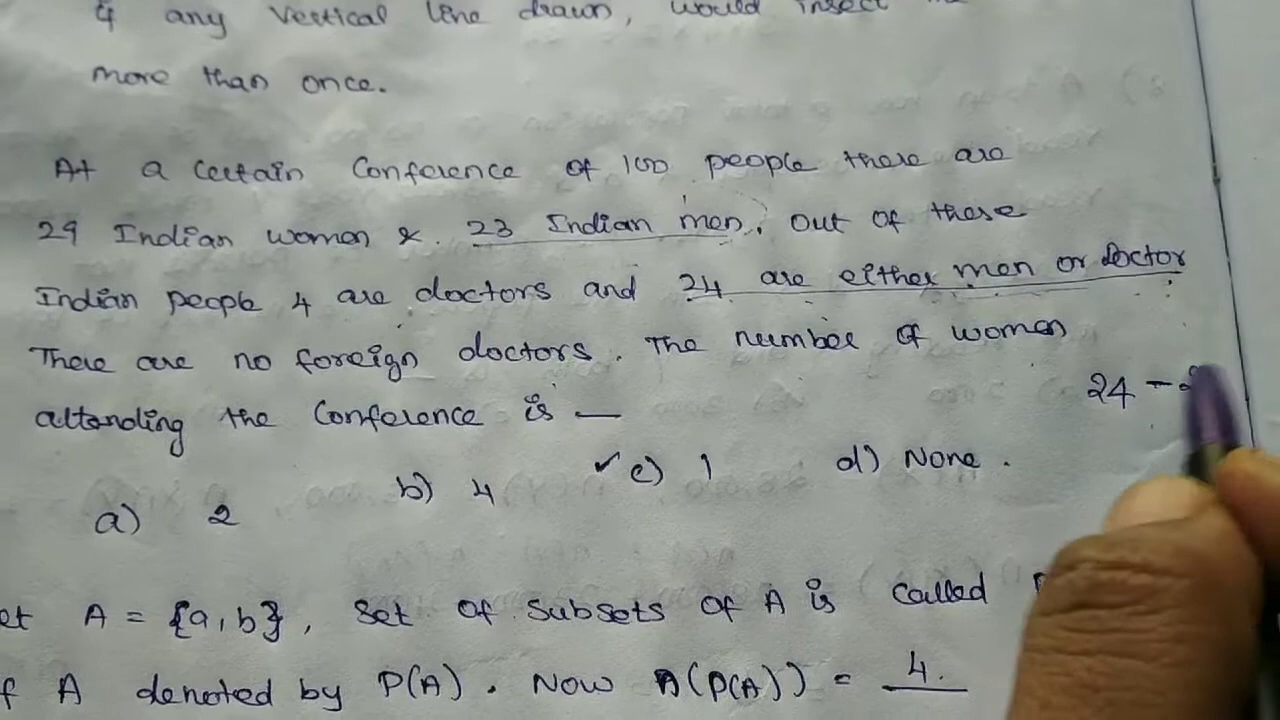 any vertical line drawn, would insect
more than once.
At a certain Conference of 100 people there are
29 Indian women &. 23 Indian men. Out of these
Indian people 4 are doctors and 24 are either men or doctor
There are no foreign doctors. The number of women
attending the Conference is —
24 -
a) 2 b) 4 ✓c) 1 d) None.
A = {a, b}, Set of subsets of A is called
A denoted by P(A). Now n(P(A)) = 4.